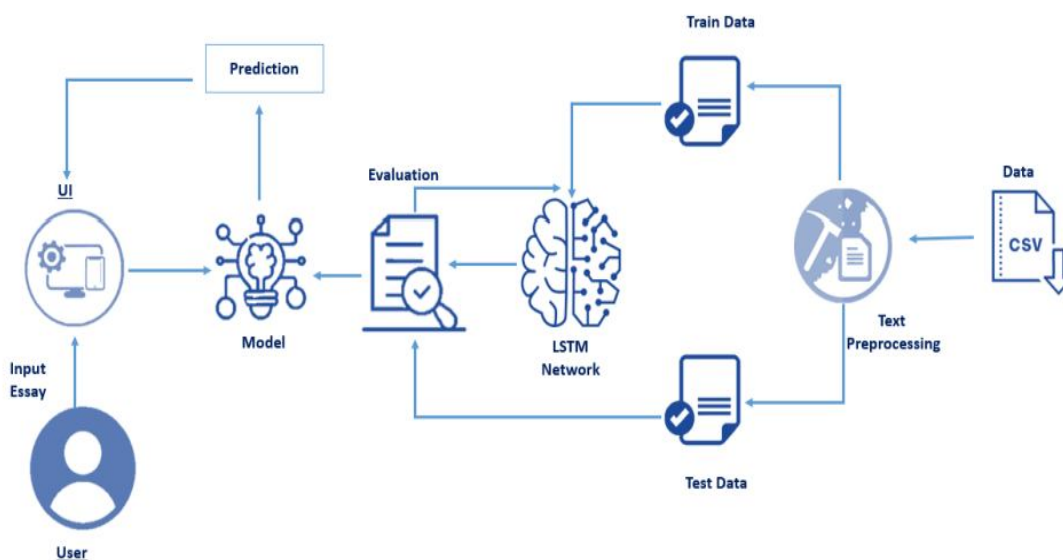 Train Data
Prediction
Evaluation
Data
UI
CSV
Text
Preprocessing
Model
LSTM
Network
Input
Essay
Test Data
User